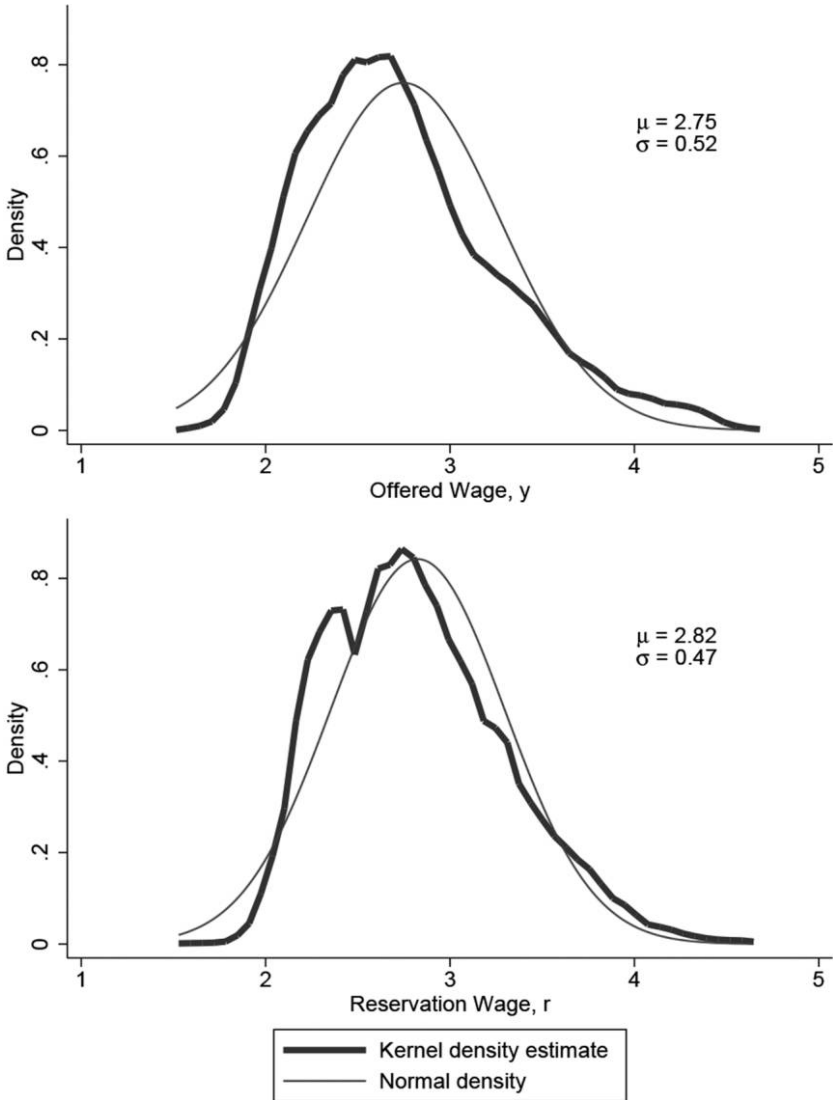 .8
.6
.4
.2
0
Density
μ = 2.75
σ = 0.52
1 2 3 4 5
Offered Wage, y
.8
.6
.4
.2
0
Density
μ = 2.82
σ = 0.47
1 2 3 4 5
Reservation Wage, r
Kernel density estimate
Normal density